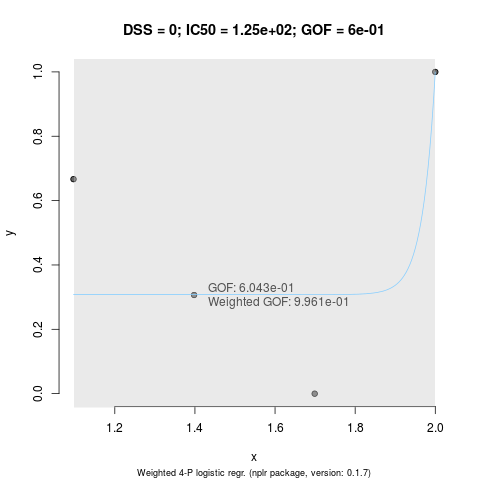 DSS = 0; IC50 = 1.25e+02; GOF = 6e-01
1.0
0.8
0.6
0.4
0.2
0.0
y
GOF: 6.043e-01
Weighted GOF: 9.961e-01
1.2 1.4 1.6 1.8 2.0
x
Weighted 4-P logistic regr. (nplr package, version: 0.1.7)